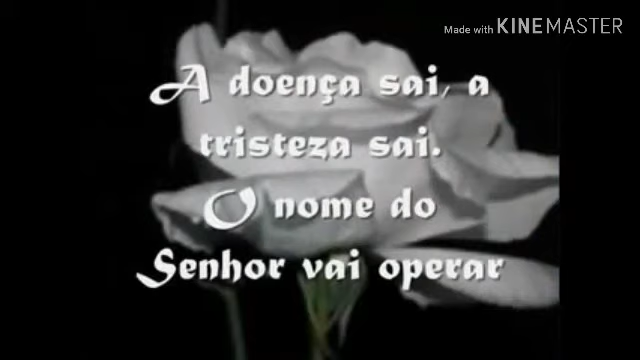 Made with KINEMASTER
A doença sai, a
tristeza sai.
O nome do
Senhor vai operar